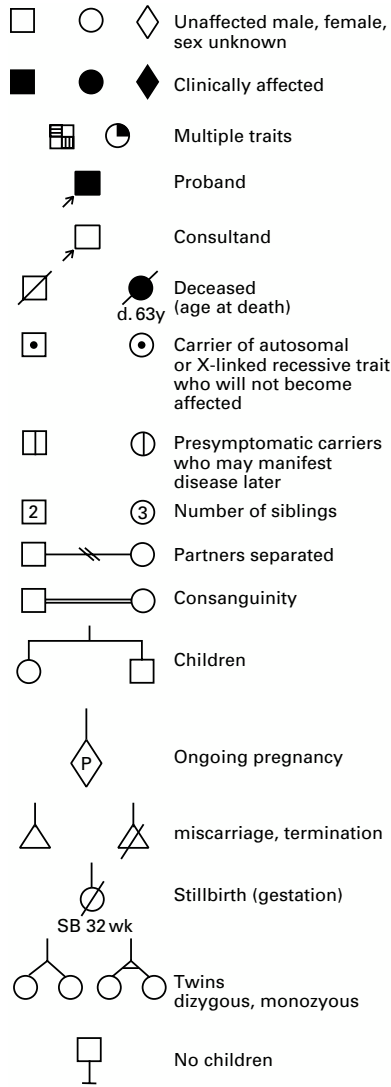 Unaffected male, female,
sex unknown
Clinically affected
Multiple traits
Proband
Consultand
Deceased
(age at death)
d. 63y
Carrier of autosomal
or X-linked recessive trait
who will not become
affected
Presymptomatic carriers
who may manifest
disease later
2 3 Number of siblings
Partners separated
Consanguinity
Children
P Ongoing pregnancy
miscarriage, termination
Stillbirth (gestation)
SB 32 wk
Twins
dizygous, monozyous
No children